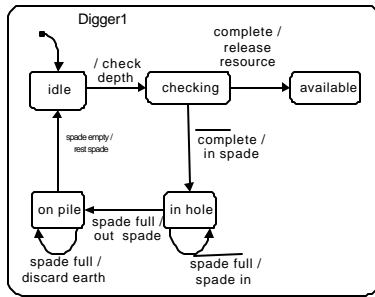 Digger1
complete /
release
resource
/ check
depth
idle
checking
available
spade empty /
rest spade
complete /
in spade
on pile
in hole
spade full /
out spade
spade full /
discard earth
spade full /
spade in